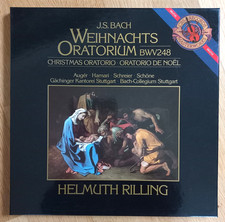 J.S. BACH
WEIHNACHTS
ORATORIUM BWV 248
CHRISTMAS ORATORIO · ORATORIO DE NOËL
Augér · Hamari · Schreier · Schöne
Gächinger Kantorei Stuttgart · Bach-Collegium Stuttgart
HELMUTH RILLING